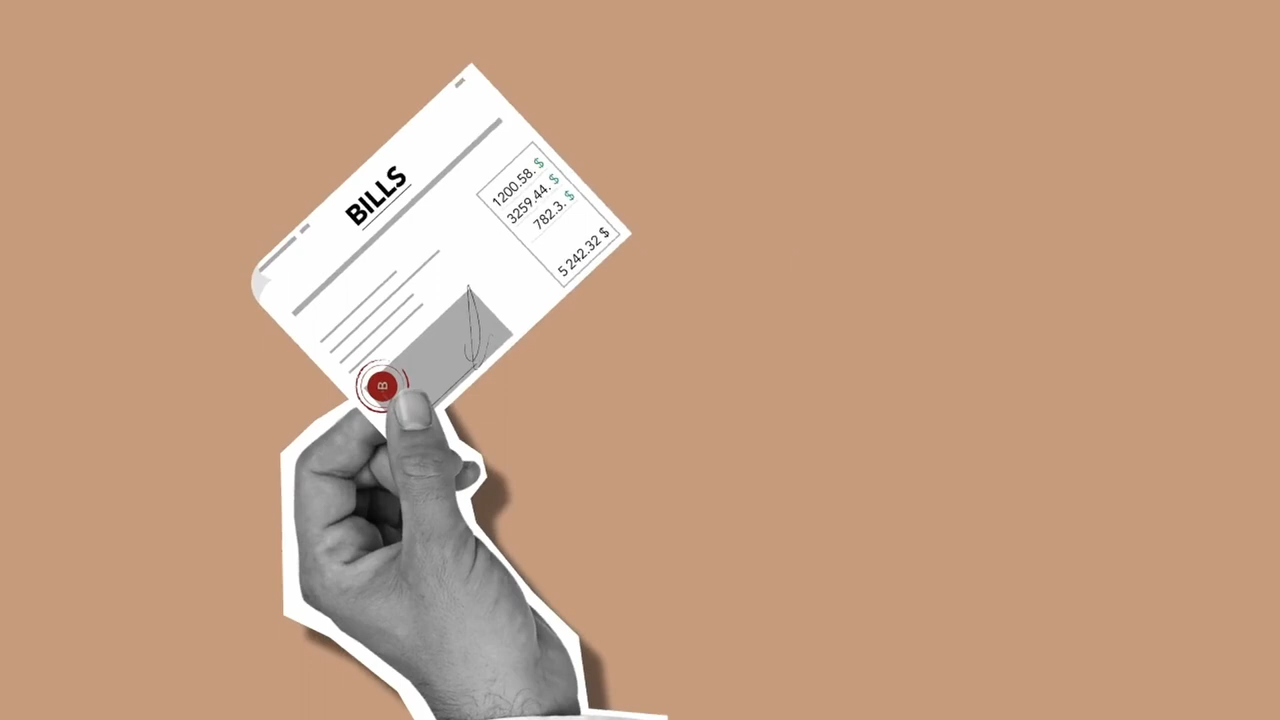 BILLS
1200.58. $
3259.44. $
782.3. $
5 242.32 $
B